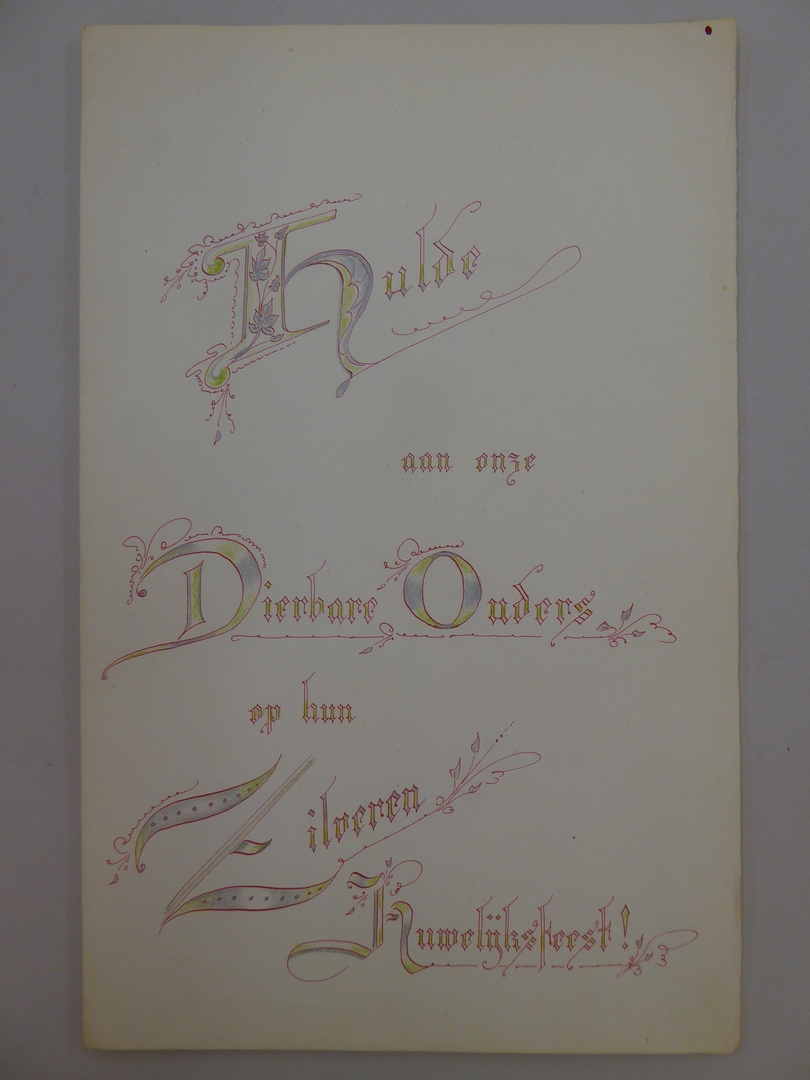 Hulde
aan onze
Dierbare Ouders
op hun
Zilveren
Huwelijksfeest!